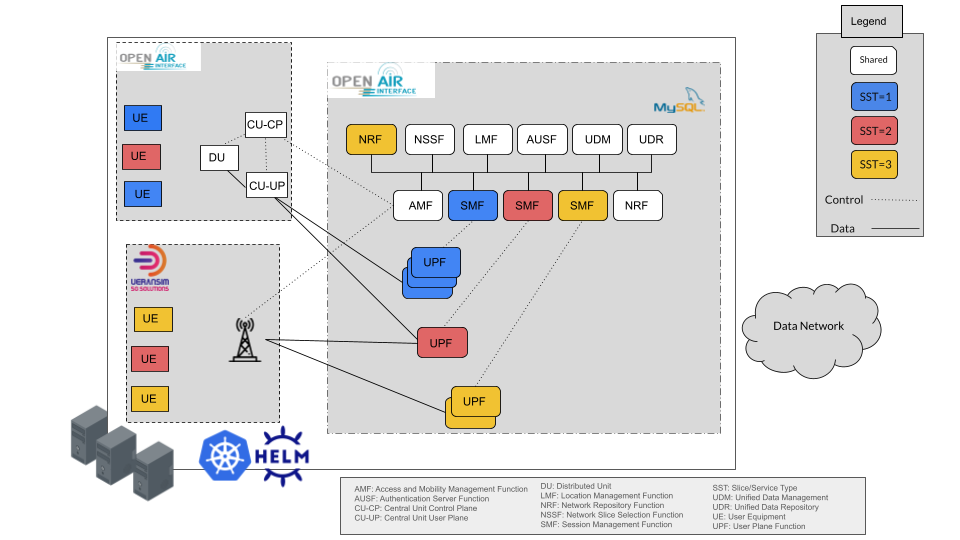 Legend
Shared
SST=1
SST=2
SST=3
Control
Data
OPEN AIR
INTERFACE
UE
UE
UE
CU-CP
DU
CU-UP
OPEN AIR
INTERFACE
MySQL
NRF
NSSF
LMF
AUSF
UDM
UDR
AMF
SMF
SMF
SMF
NRF
UPF
UPF
UPF
UERANSIM
5G SOLUTIONS
UE
UE
UE
Data Network
HELM
AMF: Access and Mobility Management Function
AUSF: Authentication Server Function
CU-CP: Central Unit Control Plane
CU-UP: Central Unit User Plane
DU: Distributed Unit
LMF: Location Management Function
NRF: Network Repository Function
NSSF: Network Slice Selection Function
SMF: Session Management Function
SST: Slice/Service Type
UDM: Unified Data Management
UDR: Unified Data Repository
UE: User Equipment
UPF: User Plane Function